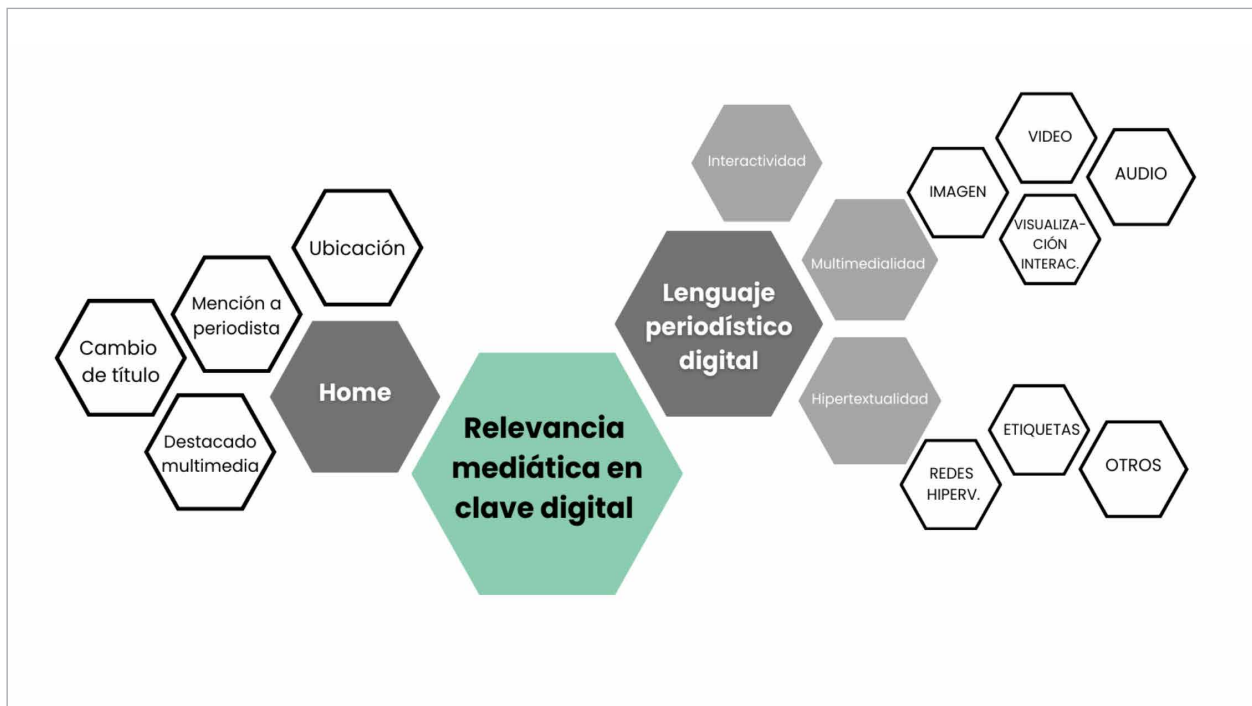 Ubicación
Mención a
periodista
Cambio
de título
Destacado
multimedia
Home
Relevancia
mediática en
clave digital
Lenguaje
periodístico
digital
Interactividad
Multimedialidad
Hipertextualidad
IMAGEN
VIDEO
AUDIO
VISUALIZA-
CIÓN
INTERAC.
REDES
HIPERV.
ETIQUETAS
OTROS